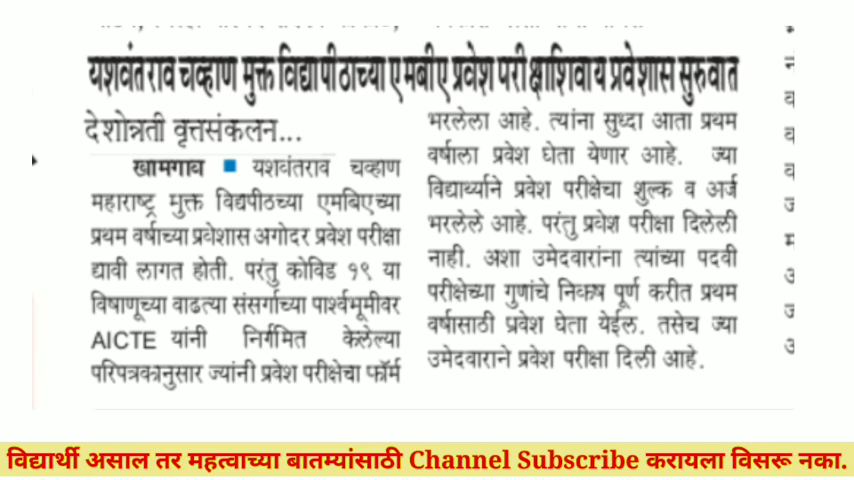 यशवंतराव चव्हाण मुक्त विद्यापीठाच्या एमबीए प्रवेश परीक्षाशिवाय प्रवेशास सुरुवात
देशोन्नती वृत्तसंकलन...
खामगाव ■ यशवंतराव चव्हाण
महाराष्ट्र मुक्त विद्यपीठच्या एमबिएच्या
प्रथम वर्षाच्या प्रवेशास अगोदर प्रवेश परीक्षा
द्यावी लागत होती. परंतु कोविड १९ या
विषाणूच्या वाढत्या संसर्गाच्या पार्श्वभूमीवर
AICTE यांनी निर्गमित केलेल्या
परिपत्रकानुसार ज्यांनी प्रवेश परीक्षेचा फॉर्म
भरलेला आहे. त्यांना सुध्दा आता प्रथम
वर्षाला प्रवेश घेता येणार आहे. ज्या
विद्यार्थ्याने प्रवेश परीक्षेचा शुल्क व अर्ज
भरलेले आहे. परंतु प्रवेश परीक्षा दिलेली
नाही. अशा उमेदवारांना त्यांच्या पदवी
परीक्षेच्या गुणांचे निकष पूर्ण करीत प्रथम
वर्षासाठी प्रवेश घेता येईल. तसेच ज्या
उमेदवाराने प्रवेश परीक्षा दिली आहे.
विद्यार्थी असाल तर महत्वाच्या बातम्यांसाठी Channel Subscribe करायला विसरू नका.